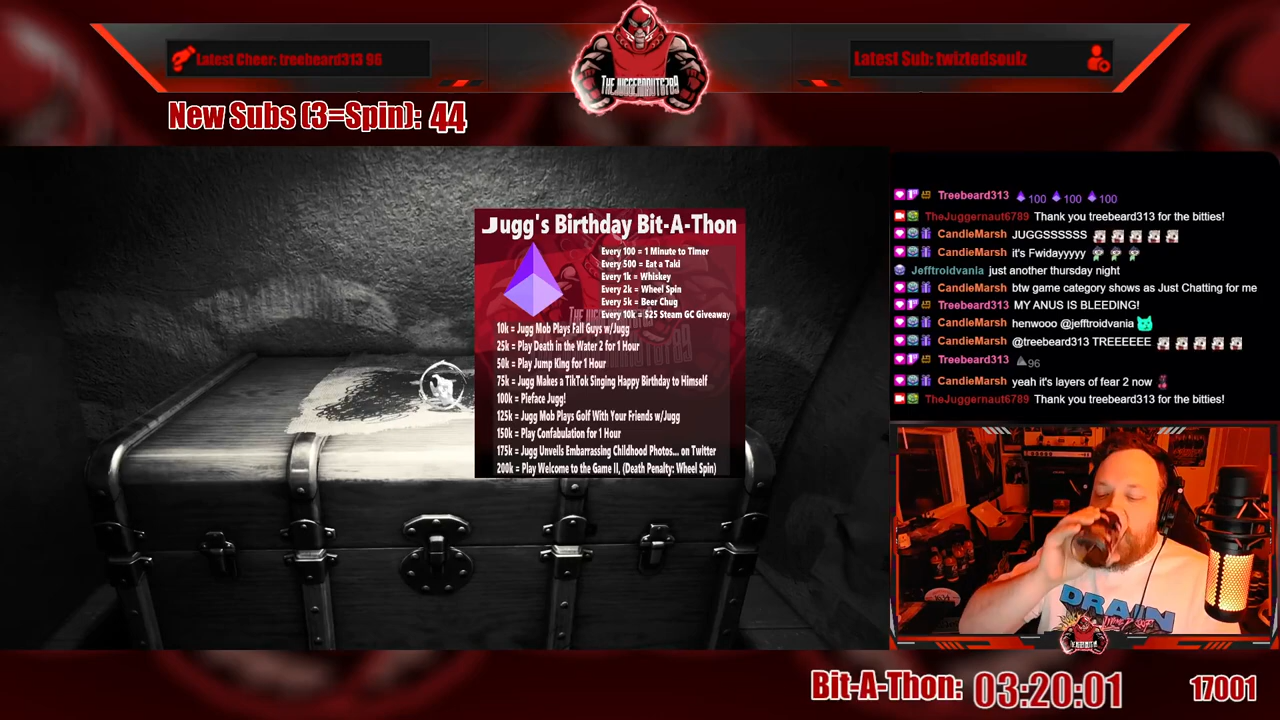 Latest Cheer: treebeard313 96
THEJUGGERNAUT6789
Latest Sub: twiztedsoulz
New Subs (3=Spin): 44
Jugg's Birthday Bit-A-Thon
Every 100 = 1 Minute to Timer
Every 500 = Eat a Taki
Every 1k = Whiskey
Every 2k = Wheel Spin
Every 5k = Beer Chug
Every 10k = $25 Steam GC Giveaway
10k = Jugg Mob Plays Fall Guys w/Jugg
25k = Play Death in the Water 2 for 1 Hour
50k = Play Jump King for 1 Hour
75k = Jugg Makes a TikTok Singing Happy Birthday to Himself
100k = Pieface Jugg!
125k = Jugg Mob Plays Golf With Your Friends w/Jugg
150k = Play Confabulation for 1 Hour
175k = Jugg Unveils Embarrassing Childhood Photos... on Twitter
200k = Play Welcome to the Game II, (Death Penalty: Wheel Spin)
Treebeard313 100 100 100
TheJuggernaut6789 Thank you treebeard313 for the bitties!
CandieMarsh JUGGSSSSSS
CandieMarsh it's Fwidayyyyy
Jefftroidvania just another thursday night
CandieMarsh btw game category shows as Just Chatting for me
Treebeard313 MY ANUS IS BLEEDING!
CandieMarsh henwooo @jefftroidvania
CandieMarsh @treebeard313 TREEEEEE
Treebeard313 96
CandieMarsh yeah it's layers of fear 2 now
TheJuggernaut6789 Thank you treebeard313 for the bitties!
DRAIN
Bit-A-Thon: 03:20:01 17001